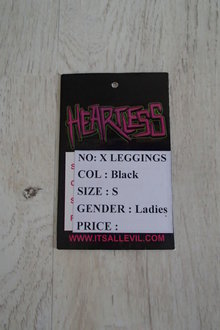 HEARTLESS
NO: X LEGGINGS
COL : Black
SIZE : S
GENDER : Ladies
PRICE :
WWW.ITSALLEVIL.COM